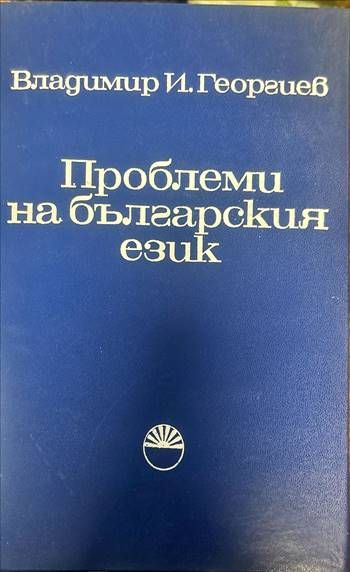 Владимир И. Георгиев
Проблеми
на българския
език